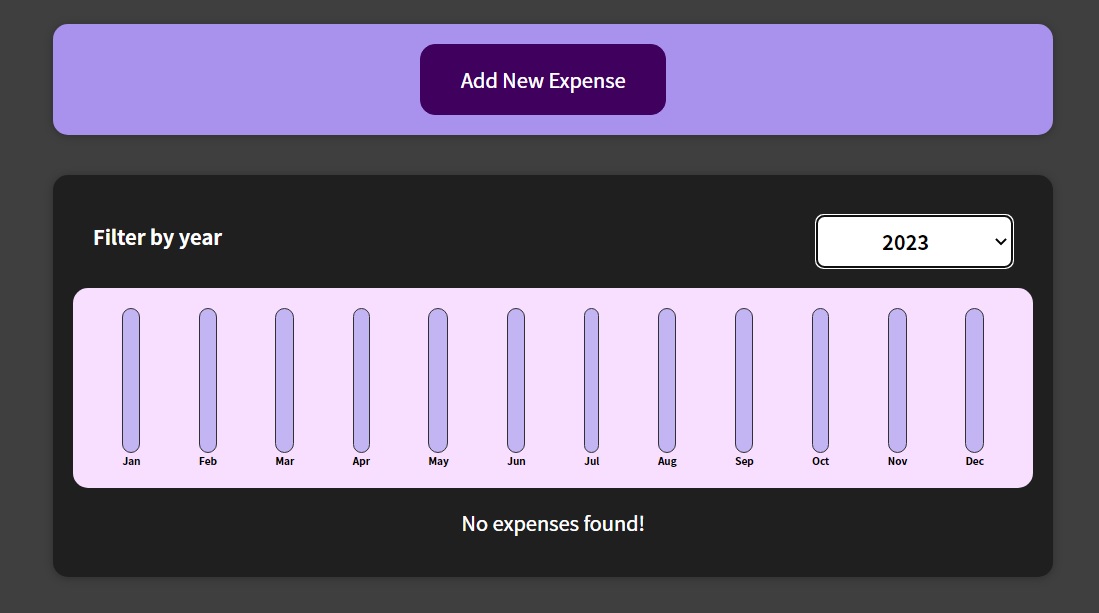 Add New Expense
Filter by year
2023
Jan Feb Mar Apr May Jun Jul Aug Sep Oct Nov Dec
No expenses found!